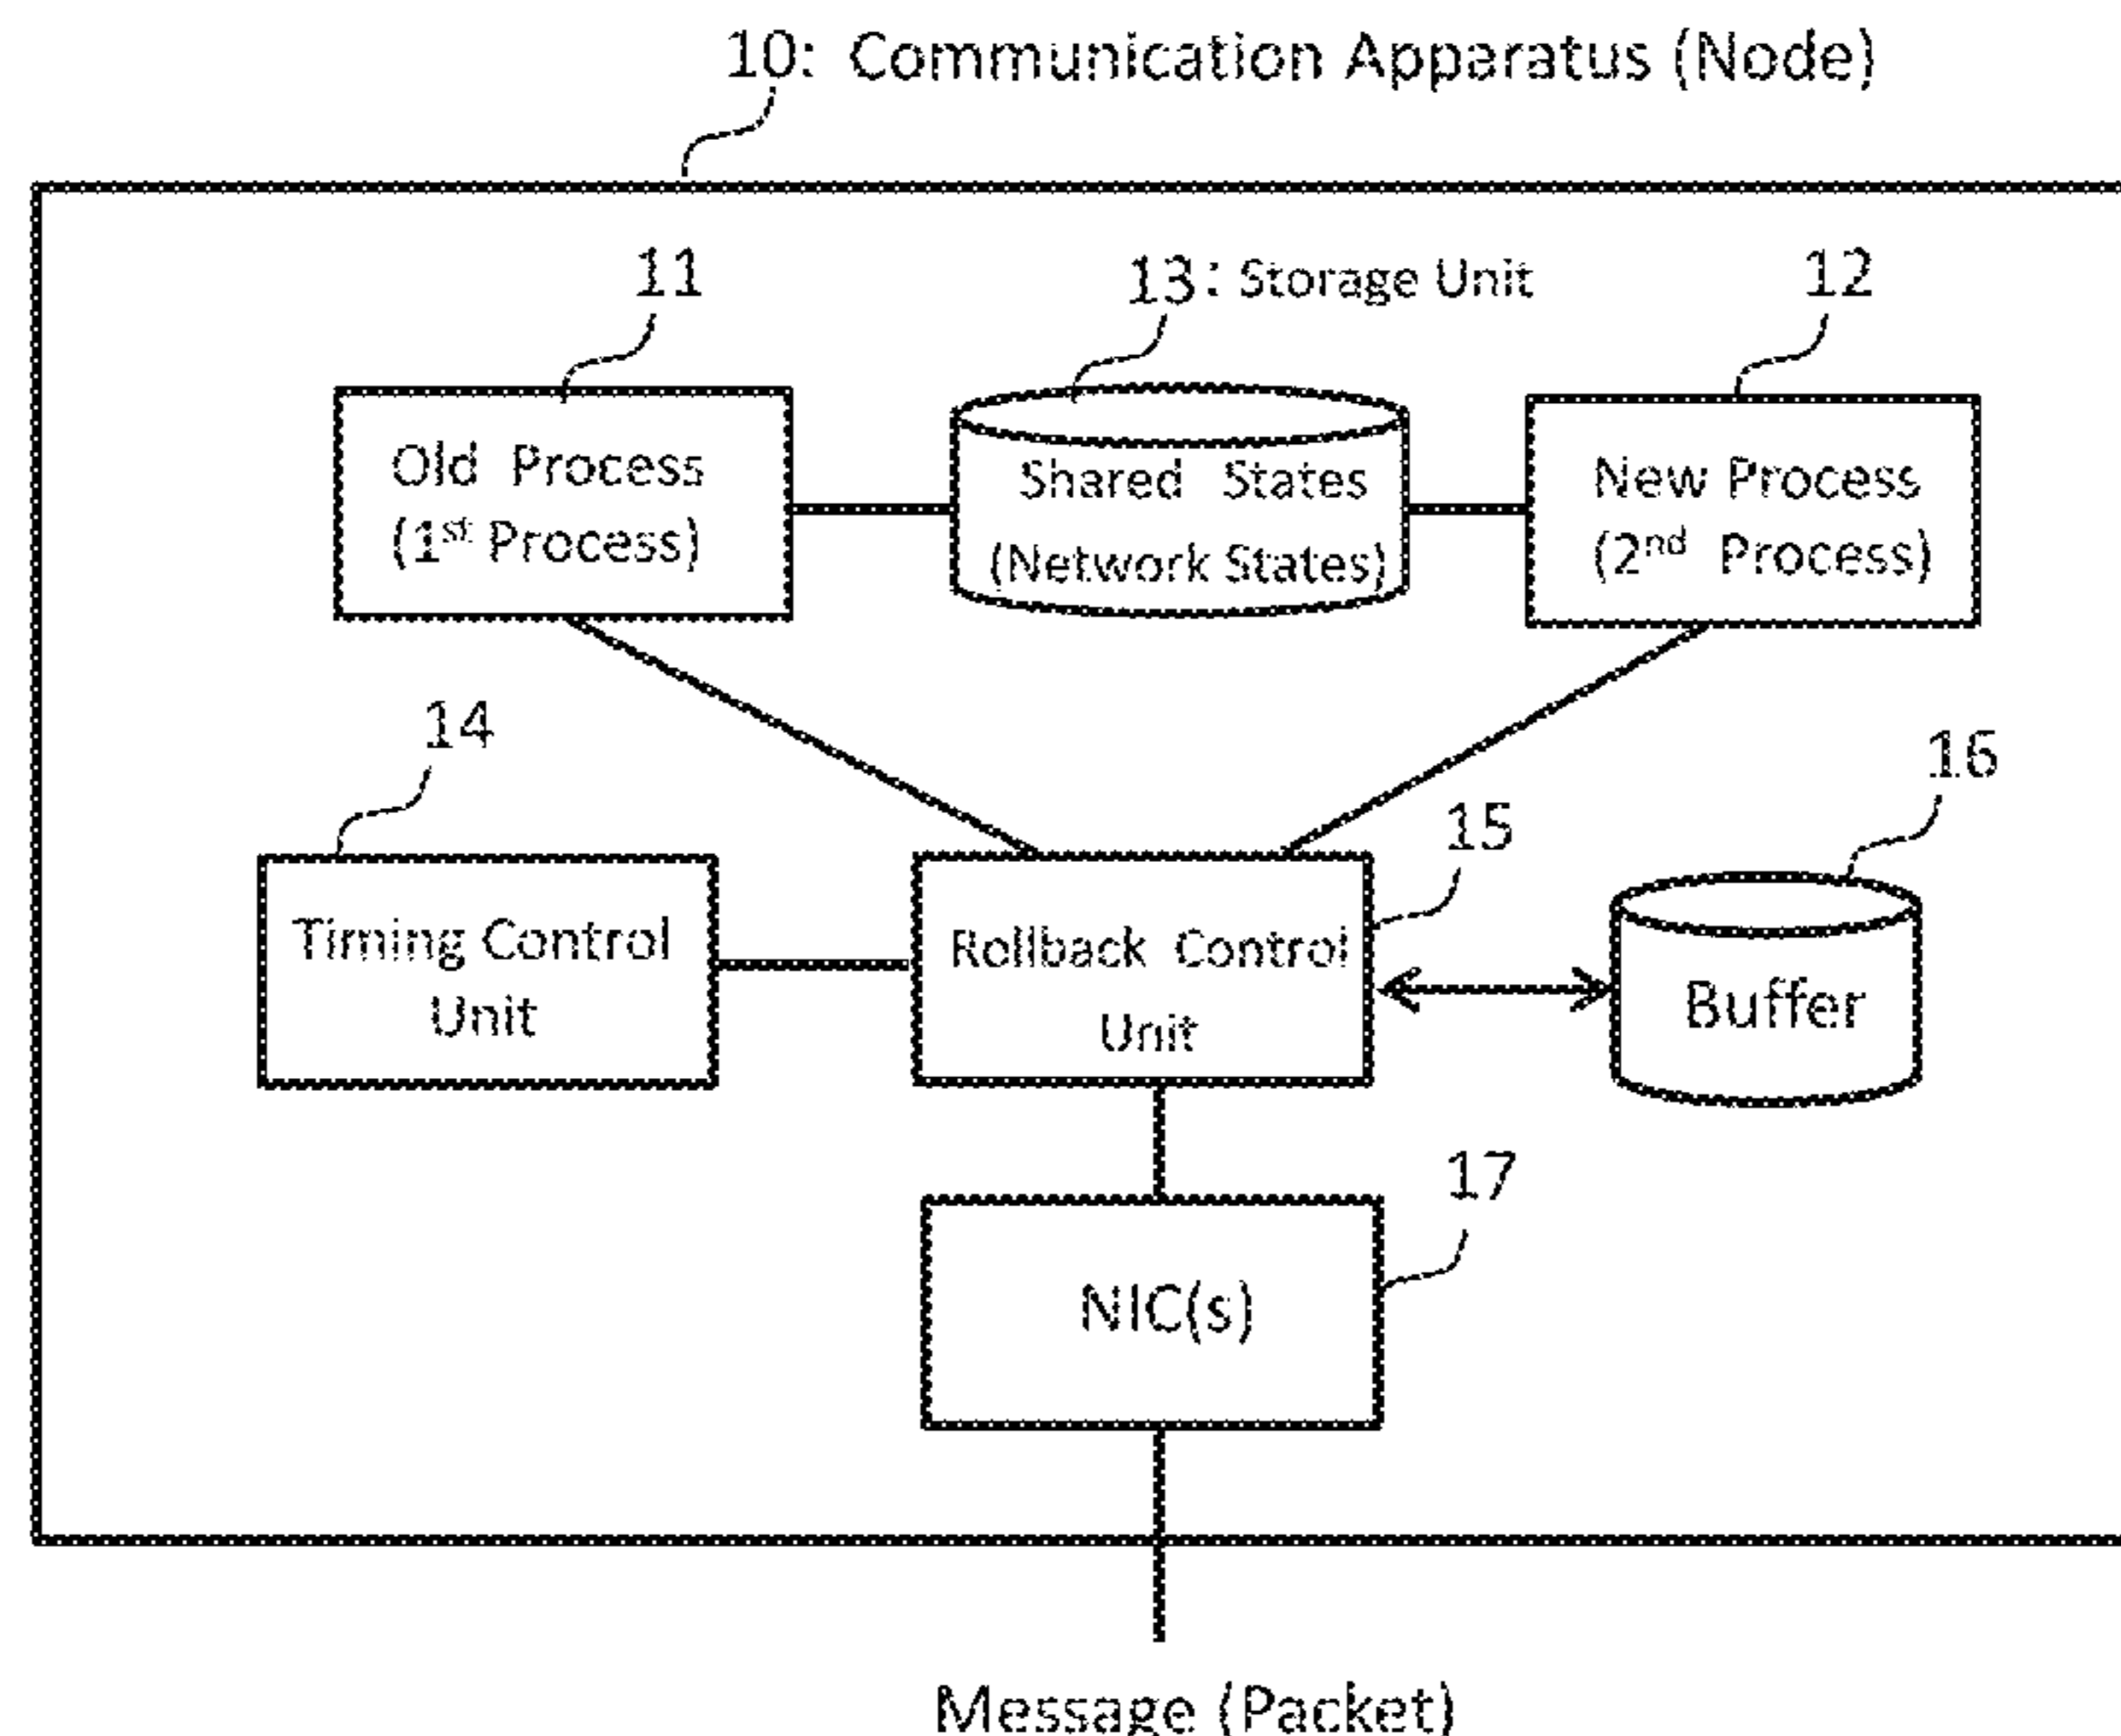 10: Communication Apparatus (Node)
11
13: Storage Unit
12
Old Process
(1st Process)
Shared States
(Network States)
New Process
(2nd Process)
14
15
16
Timing Control
Unit
Rollback Control
Unit
Buffer
17
NIC(s)
Message (Packet)